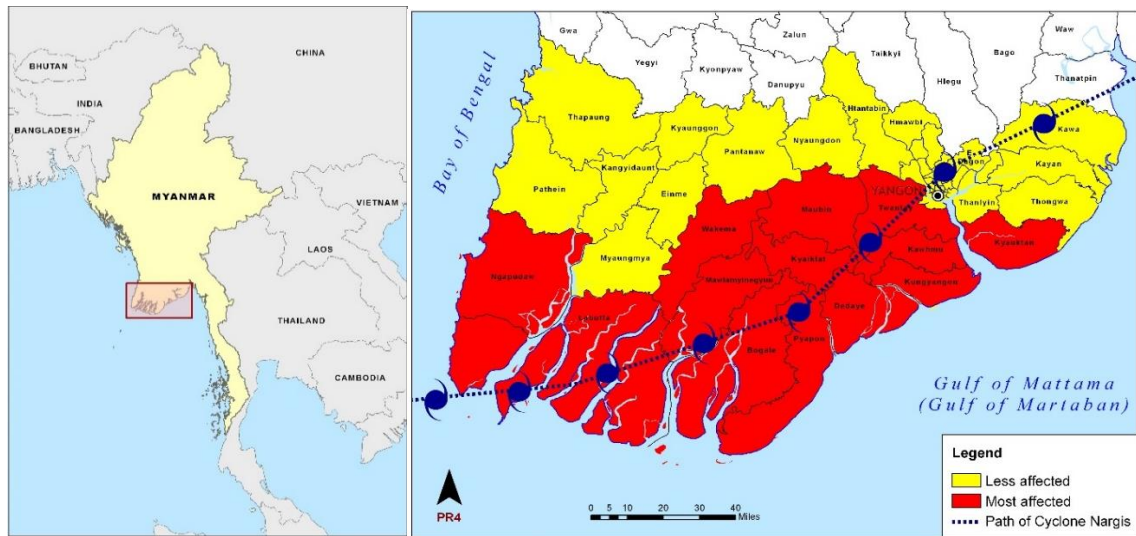 CHINA
BHUTAN
INDIA
BANGLADESH
MYANMAR
VIETNAM
LAOS
THAILAND
CAMBODIA
Bay of Bengal
Gwa
Yegyi
Kyonpyaw
Zalun
Danupyu
Taikkyi
Hlegu
Bago
Waw
Thanatpin
Thapaung
Kyaunggon
Kangyidaunt
Pantanaw
Nyaungdon
Htantabin
Hmawbi
Kawa
Pathein
Einme
Kayan
YANGON
Thanlyin
Thongwa
Maubin
Twantay
Wakema
Kyauktan
Myaungmya
Kyaiklat
Kawhmu
Ngapudaw
Mawlamyinegyun
Kungyangon
Labutta
Dedaye
Bogale
Pyapon
Gulf of Mattama
(Gulf of Martaban)
PR4
0 5 10 20 30 40
Miles
Legend
Less affected
Most affected
Path of Cyclone Nargis